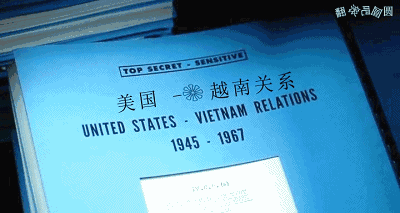 TOP SECRET - SENSITIVE
美国 - 越南关系
UNITED STATES - VIETNAM RELATIONS
1945 - 1967